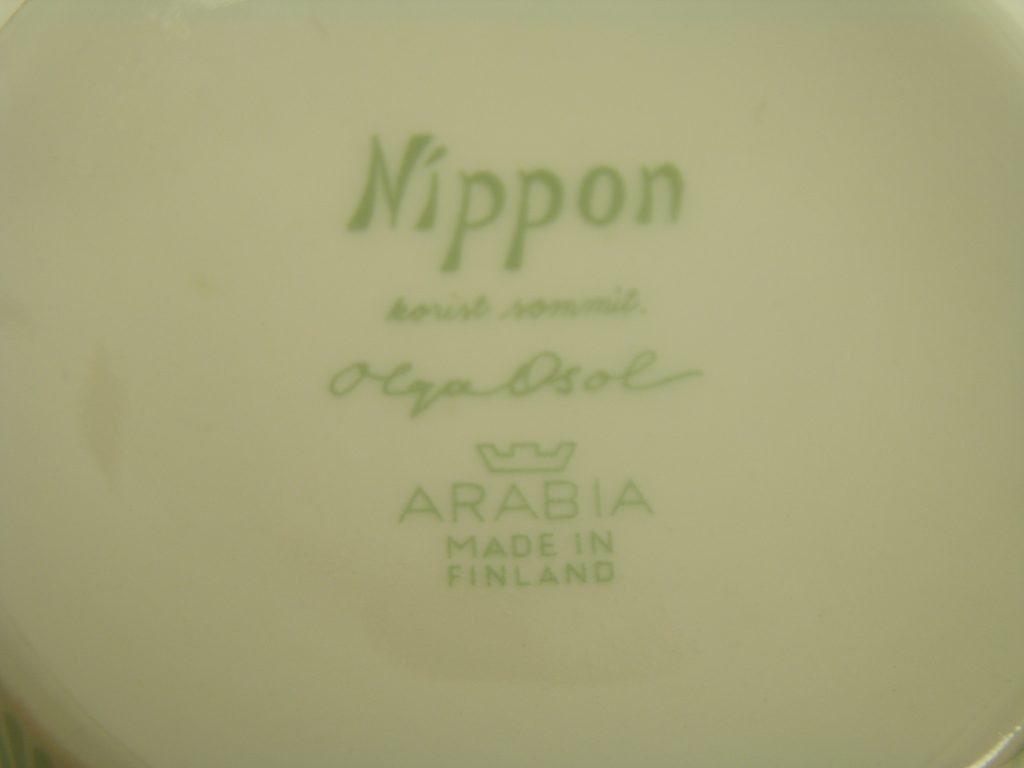 Nippon
korist. sommit.
Olga Osol
ARABIA
MADE IN
FINLAND